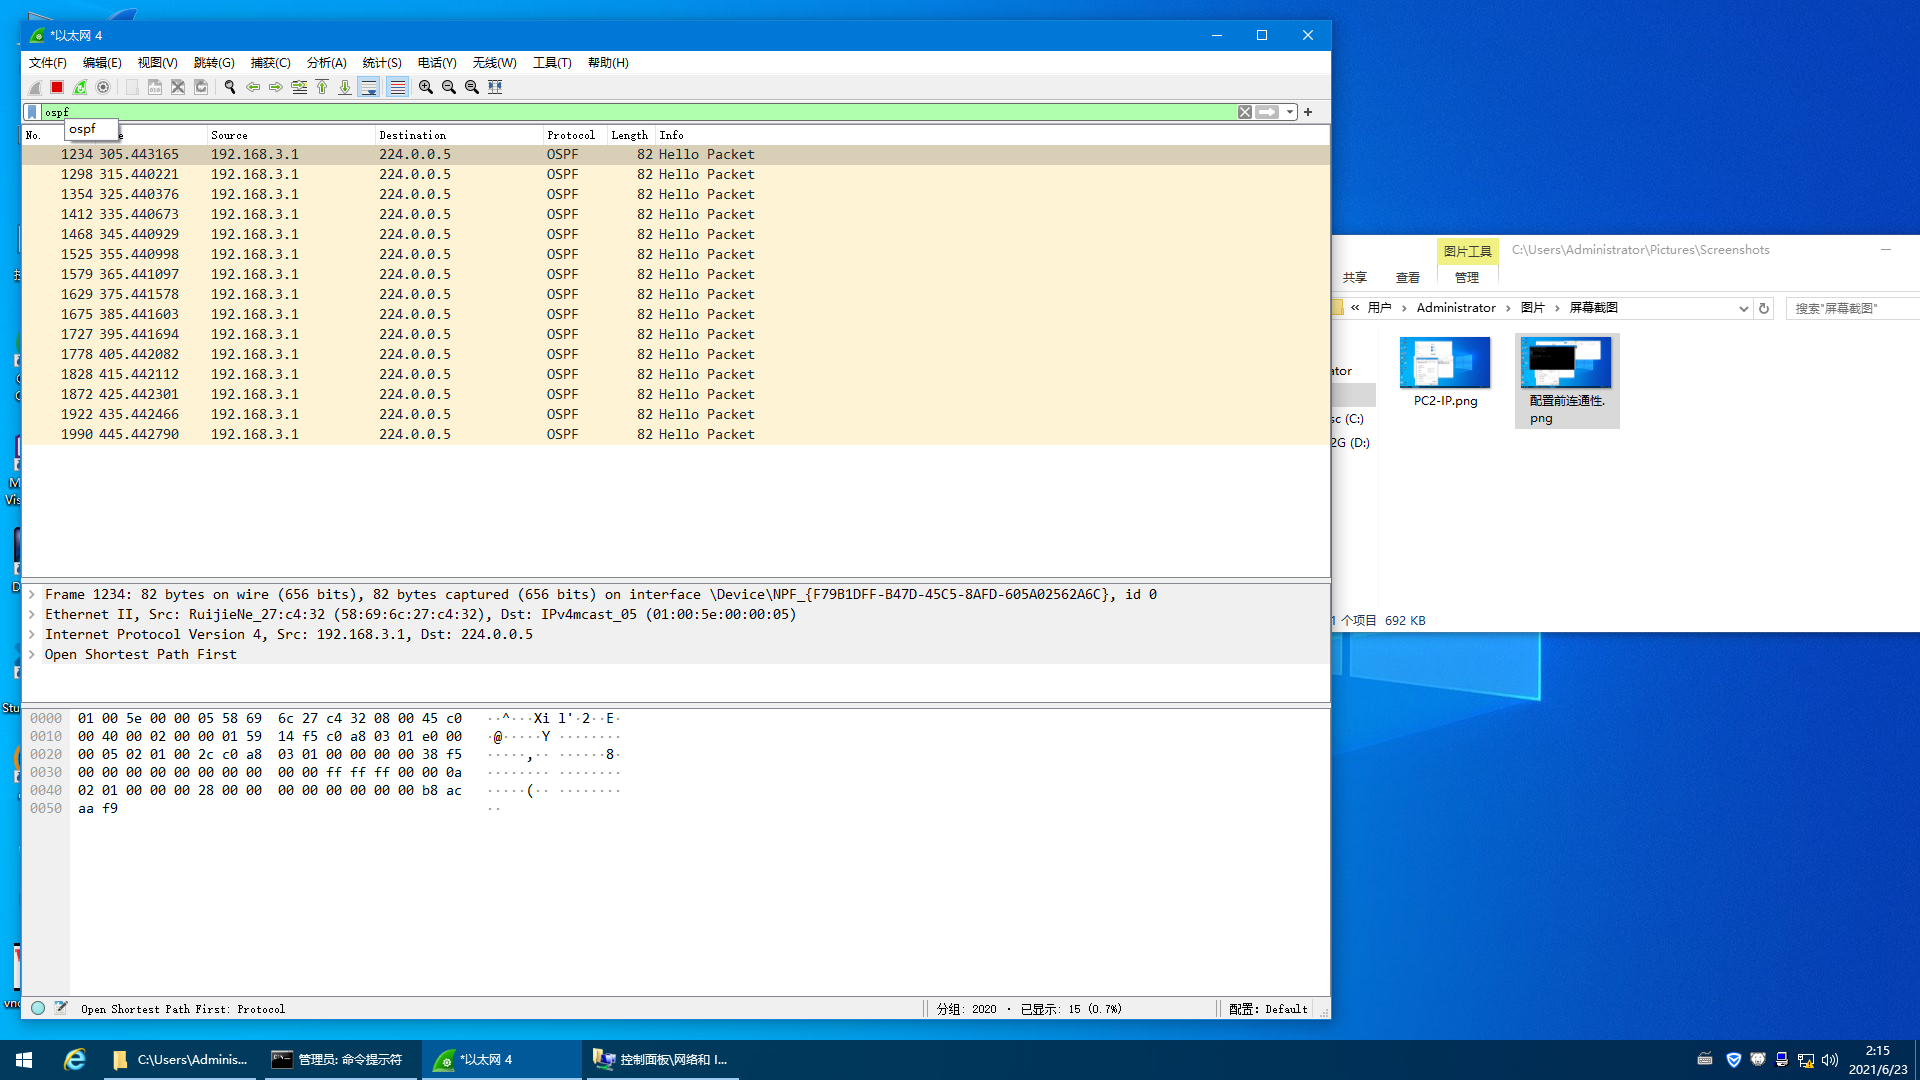 *以太网 4
文件(F) 编辑(E) 视图(V) 跳转(G) 捕获(C) 分析(A) 统计(S) 电话(Y) 无线(W) 工具(T) 帮助(H)
ospf
ospf
No. Source Destination Protocol Length Info
1234 305.443165 192.168.3.1 224.0.0.5 OSPF 82 Hello Packet
1298 315.440221 192.168.3.1 224.0.0.5 OSPF 82 Hello Packet
1354 325.440376 192.168.3.1 224.0.0.5 OSPF 82 Hello Packet
1412 335.440673 192.168.3.1 224.0.0.5 OSPF 82 Hello Packet
1468 345.440929 192.168.3.1 224.0.0.5 OSPF 82 Hello Packet
1525 355.440998 192.168.3.1 224.0.0.5 OSPF 82 Hello Packet
1579 365.441097 192.168.3.1 224.0.0.5 OSPF 82 Hello Packet
1629 375.441578 192.168.3.1 224.0.0.5 OSPF 82 Hello Packet
1675 385.441603 192.168.3.1 224.0.0.5 OSPF 82 Hello Packet
1727 395.441694 192.168.3.1 224.0.0.5 OSPF 82 Hello Packet
1778 405.442082 192.168.3.1 224.0.0.5 OSPF 82 Hello Packet
1828 415.442112 192.168.3.1 224.0.0.5 OSPF 82 Hello Packet
1872 425.442301 192.168.3.1 224.0.0.5 OSPF 82 Hello Packet
1922 435.442466 192.168.3.1 224.0.0.5 OSPF 82 Hello Packet
1990 445.442790 192.168.3.1 224.0.0.5 OSPF 82 Hello Packet
Frame 1234: 82 bytes on wire (656 bits), 82 bytes captured (656 bits) on interface \Device\NPF_{F79B1DFF-B47D-45C5-8AFD-605A02562A6C}, id 0
Ethernet II, Src: RuijieNe_27:c4:32 (58:69:6c:27:c4:32), Dst: IPv4mcast_05 (01:00:5e:00:00:05)
Internet Protocol Version 4, Src: 192.168.3.1, Dst: 224.0.0.5
Open Shortest Path First
0000 01 00 5e 00 00 05 58 69 6c 27 c4 32 08 00 45 c0 ··^···Xi l'·2··E·
0010 00 40 00 02 00 00 01 59 14 f5 c0 a8 03 01 e0 00 ·@·····Y ········
0020 00 05 02 01 00 2c c0 a8 03 01 00 00 00 00 38 f5 ·····,·· ······8·
0030 00 00 00 00 00 00 00 00 00 00 ff ff ff 00 00 0a ········ ········
0040 02 01 00 00 00 28 00 00 00 00 00 00 00 00 b8 ac ·····(·· ········
0050 aa f9 ··
Open Shortest Path First: Protocol 分组: 2020 · 已显示: 15 (0.7%) 配置: Default
图片工具 C:\Users\Administrator\Pictures\Screenshots
共享 查看 管理
« 用户 › Administrator › 图片 › 屏幕截图 搜索"屏幕截图"
ator
sc (C:)
2G (D:)
PC2-IP.png
配置前连通性.
png
1 个项目 692 KB
Vis
Stu
vnc
C:\Users\Adminis... 管理员: 命令提示符 *以太网 4 控制面板\网络和 I...
2:15
2021/6/23